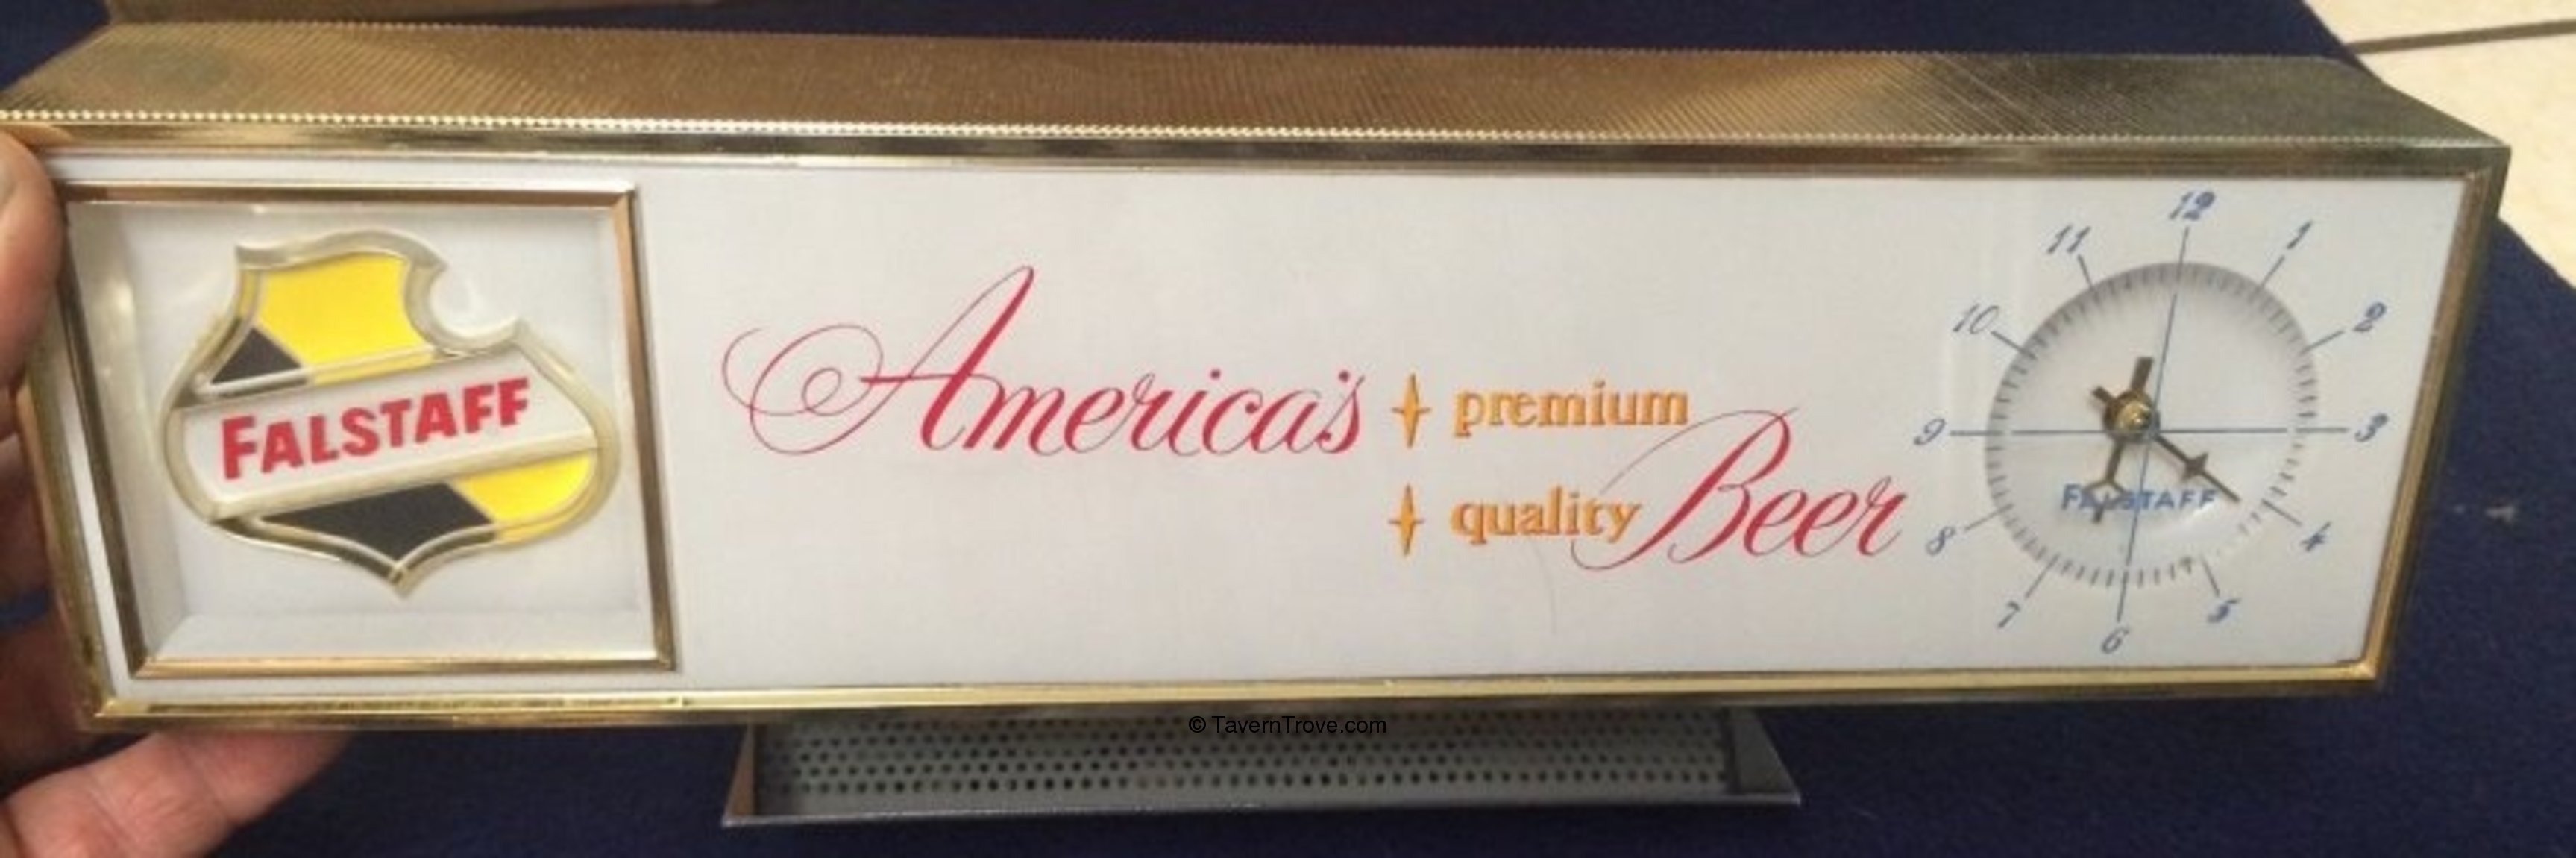 FALSTAFF
America's
premium
quality Beer
12
1
2
3
4
5
6
7
8
9
10
11
FALSTAFF
© TavernTrove.com